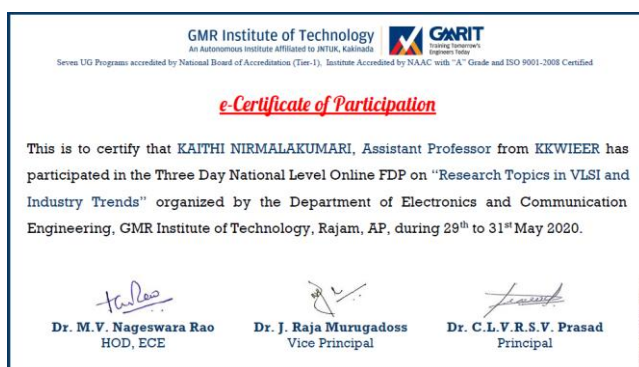 GMR Institute of Technology
An Autonomous Institute Affiliated to JNTUK, Kakinada
GMRIT
Training Tomorrow's
Engineers Today
Seven UG Programs accredited by National Board of Accreditation (Tier-1), Institute Accredited by NAAC with "A" Grade and ISO 9001-2008 Certified
e-Certificate of Participation
This is to certify that KAITHI NIRMALAKUMARI, Assistant Professor from KKWIEER has
participated in the Three Day National Level Online FDP on "Research Topics in VLSI and
Industry Trends" organized by the Department of Electronics and Communication
Engineering, GMR Institute of Technology, Rajam, AP, during 29th to 31st May 2020.
Dr. M.V. Nageswara Rao
HOD, ECE
Dr. J. Raja Murugadoss
Vice Principal
Dr. C.L.V.R.S.V. Prasad
Principal